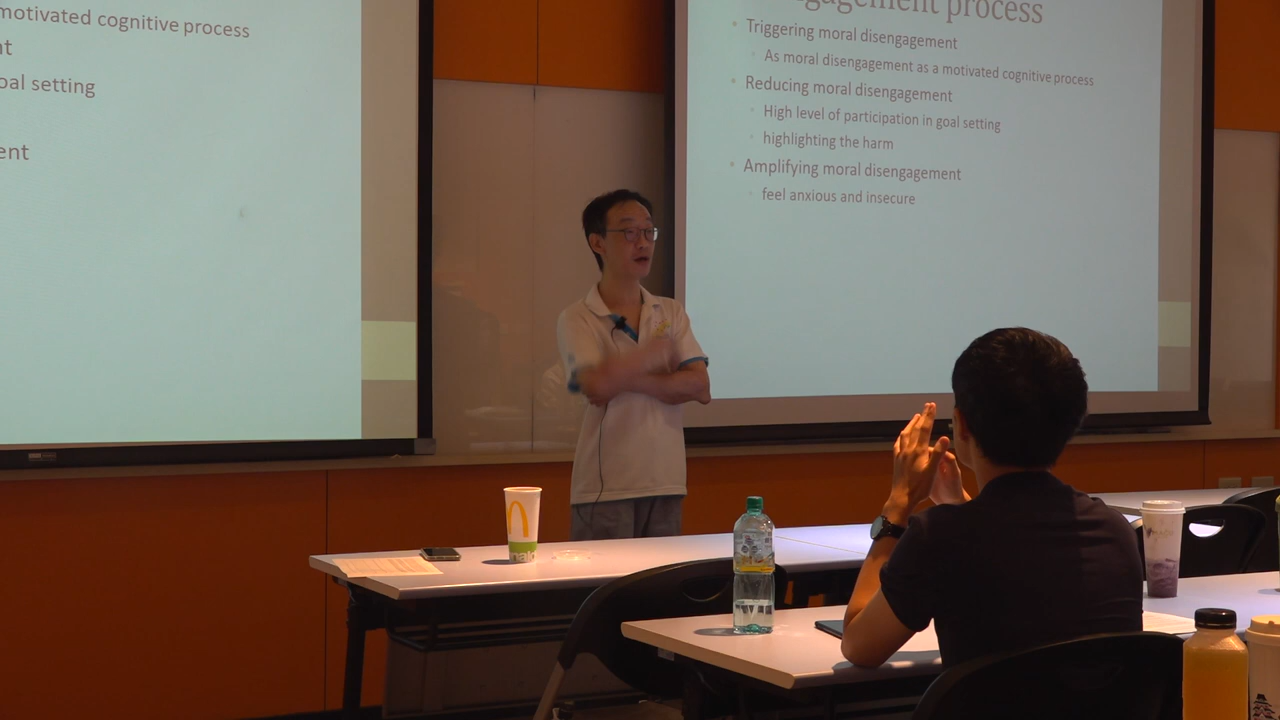 motivated cognitive process
nt
oal setting
ent
gagement process
Triggering moral disengagement
As moral disengagement as a motivated cognitive process
Reducing moral disengagement
High level of participation in goal setting
highlighting the harm
Amplifying moral disengagement
feel anxious and insecure